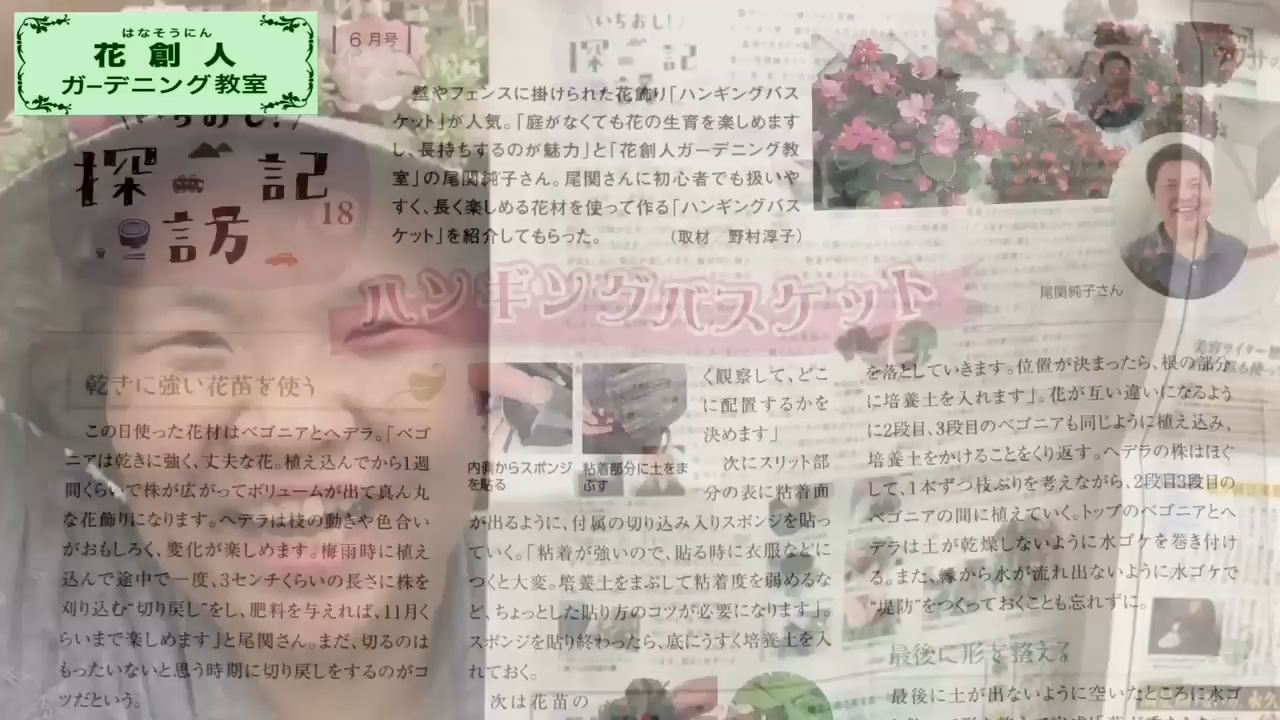 はなそうにん
花創人
ガーデニング教室
6月号
いちおし!
探訪記
18
いちおし!
探 記
壁やフェンスに掛けられた花飾り「ハンギングバス
ケット」が人気。「庭がなくても花の生育を楽しめます
し、長持ちするのが魅力」と「花創人ガーデニング教
室」の尾関純子さん。尾関さんに初心者でも扱いや
すく、長く楽しめる花材を使って作る「ハンギングバス
ケット」を紹介してもらった。 (取材 野村淳子)
尾関純子さん
ハンギングバスケット
乾きに強い花苗を使う
この日使った花材はベゴニアとヘデラ。「ベゴ
ニアは乾きに強く、丈夫な花。植え込んでから1週
間くらいで株が広がってボリュームが出て真ん丸
な花飾りになります。ヘデラは枝の動きや色合い
がおもしろく、変化が楽しめます。梅雨時に植え
込んで途中で一度、3センチくらいの長さに株を
刈り込む“切り戻し”をし、肥料を与えれば、11月く
らいまで楽しめます」と尾関さん。まだ、切るのは
もったいないと思う時期に切り戻しをするのがコ
ツだという。
内側からスポンジ
を貼る
粘着部分に土をま
ぶす
く観察して、どこ
に配置するかを
決めます」
次にスリット部
分の表に粘着面
が出るように、付属の切り込み入りスポンジを貼っ
ていく。「粘着が強いので、貼る時に衣服などに
つくと大変。培養土をまぶして粘着度を弱めるな
ど、ちょっとした貼り方のコツが必要になります」。
スポンジを貼り終わったら、底にうすく培養土を入
れておく。
次は花苗の
を落としていきます。位置が決まったら、根の部分
に培養土を入れます」。花が互い違いになるよう
に2段目、3段目のベゴニアも同じように植え込み、
培養土をかけることをくり返す。ヘデラの株はほぐ
して、1本ずつ枝ぶりを考えながら、2段目3段目の
ベゴニアの間に植えていく。トップのベゴニアとヘ
デラは土が乾燥しないように水ゴケを巻き付け
る。また、縁から水が流れ出ないように水ゴケで
“堤防”をつくっておくことも忘れずに。
最後に形を整える
最後に土が出ないように空いたところに水ゴ